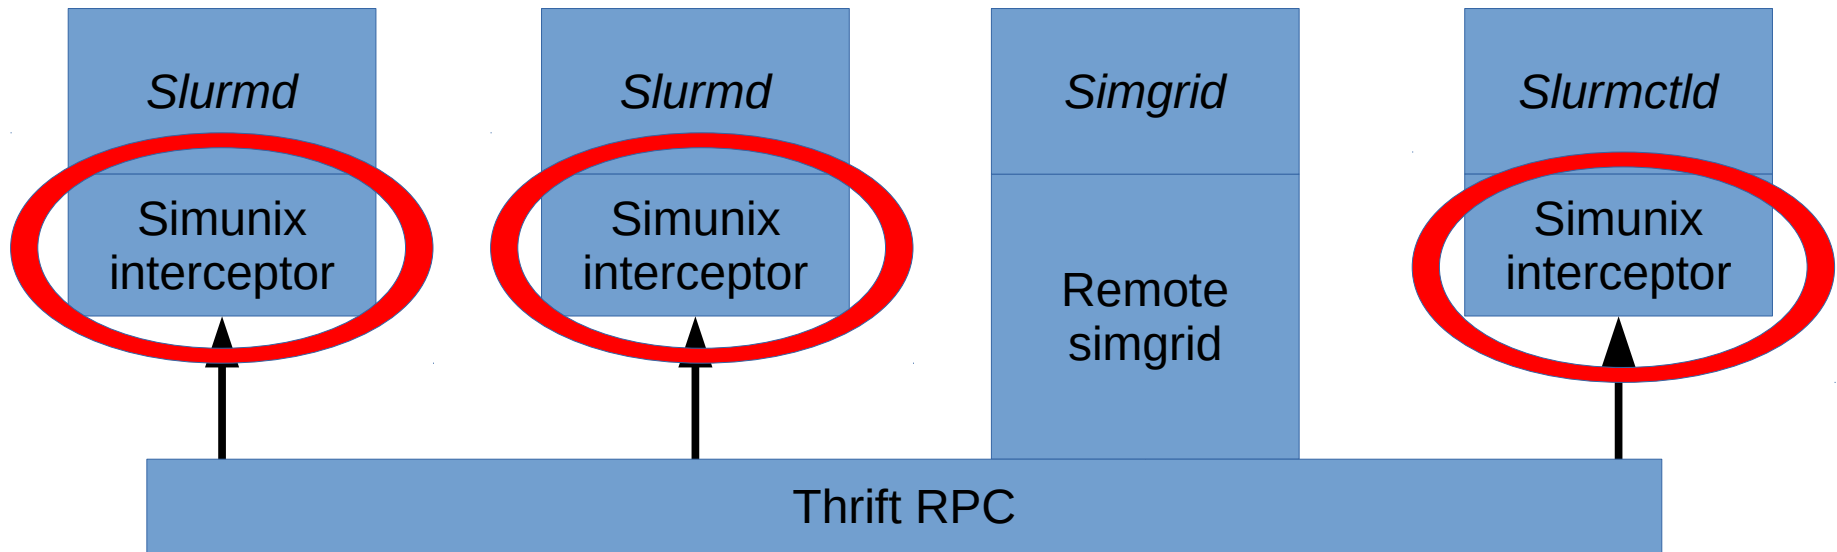 Slurmd
Simunix
interceptor
Slurmd
Simunix
interceptor
Simgrid
Remote
simgrid
Slurmctld
Simunix
interceptor
Thrift RPC